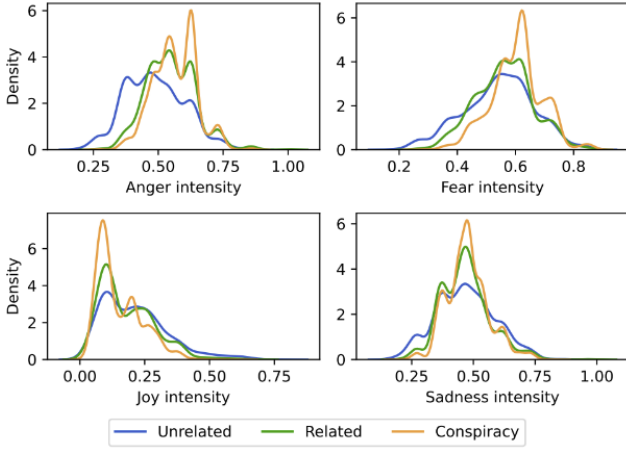 Density
6
4
2
0
0.25 0.50 0.75 1.00
Anger intensity
6
4
2
0
0.2 0.4 0.6 0.8
Fear intensity
Density
6
4
2
0
0.00 0.25 0.50 0.75
Joy intensity
6
4
2
0
0.25 0.50 0.75 1.00
Sadness intensity
Unrelated Related Conspiracy